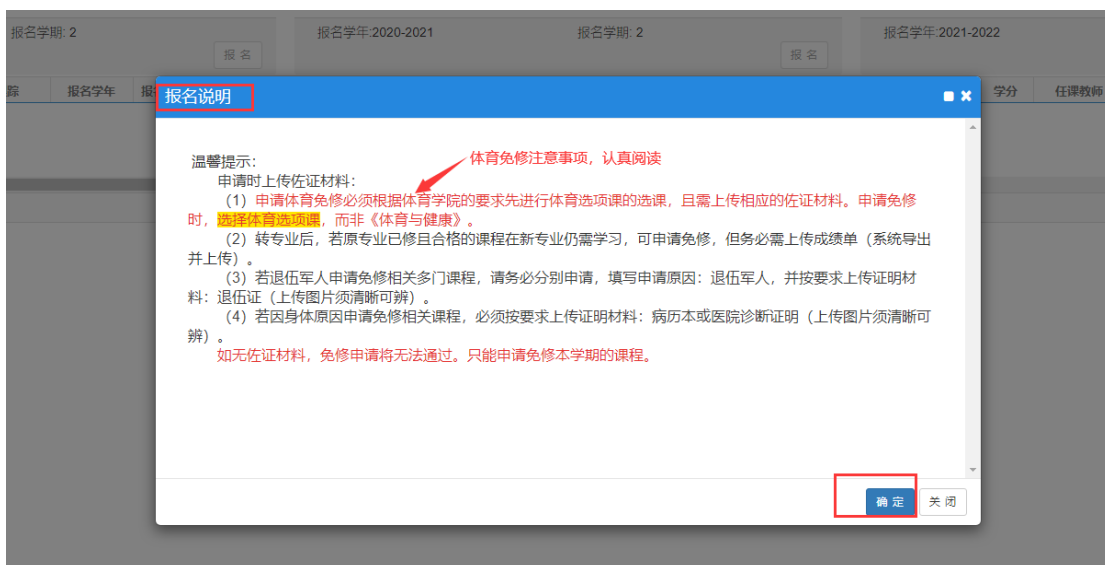 报名学期: 2
报名学年:2020-2021
报名学期: 2
报名学年:2021-2022
报 名
报 名
踪
报名学年
报
学分
任课教师
报名说明
体育免修注意事项，认真阅读
温馨提示：
申请时上传佐证材料：
（1）申请体育免修必须根据体育学院的要求先进行体育选项课的选课，且需上传相应的佐证材料。申请免修
时，选择体育选项课，而非《体育与健康》。
（2）转专业后，若原专业已修且合格的课程在新专业仍需学习，可申请免修，但务必需上传成绩单（系统导出
并上传）。
（3）若退伍军人申请免修相关多门课程，请务必分别申请，填写申请原因：退伍军人，并按要求上传证明材
料：退伍证（上传图片须清晰可辨）。
（4）若因身体原因申请免修相关课程，必须按要求上传证明材料：病历本或医院诊断证明（上传图片须清晰可
辨）。
如无佐证材料，免修申请将无法通过。只能申请免修本学期的课程。
确 定
关 闭